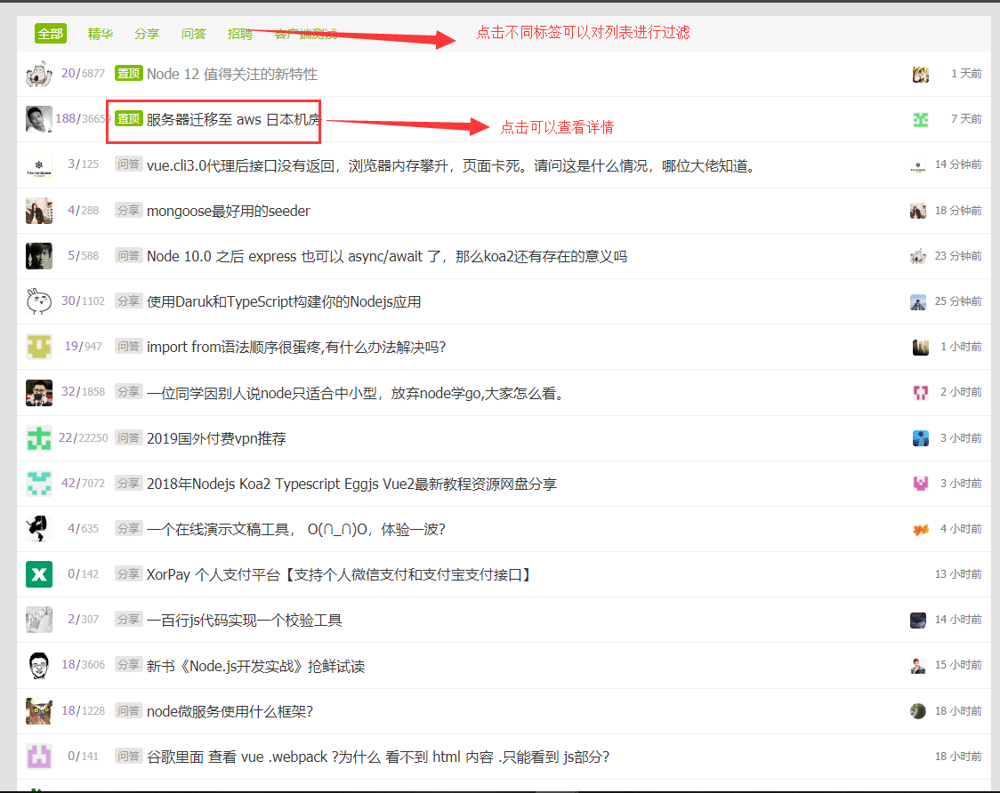 全部 精华 分享 问答 招聘 客户端测试 点击不同标签可以对列表进行过滤
20/6877 置顶 Node 12 值得关注的新特性 1 天前
188/36659 置顶 服务器迁移至 aws 日本机房 点击可以查看详情 7 天前
3/125 问答 vue.cli3.0代理后接口没有返回，浏览器内存攀升，页面卡死。请问这是什么情况，哪位大佬知道。 14 分钟前
4/288 分享 mongoose最好用的seeder 18 分钟前
5/588 问答 Node 10.0 之后 express 也可以 async/await 了，那么koa2还有存在的意义吗 23 分钟前
30/1102 分享 使用Daruk和TypeScript构建你的Nodejs应用 25 分钟前
19/947 问答 import from语法顺序很蛋疼,有什么办法解决吗? 1 小时前
32/1858 分享 一位同学因别人说node只适合中小型，放弃node学go,大家怎么看。 2 小时前
22/22250 问答 2019国外付费vpn推荐 3 小时前
42/7072 分享 2018年Nodejs Koa2 Typescript Eggjs Vue2最新教程资源网盘分享 3 小时前
4/635 分享 一个在线演示文稿工具， O(∩_∩)O，体验一波? 4 小时前
0/142 分享 XorPay 个人支付平台【支持个人微信支付和支付宝支付接口】 13 小时前
2/307 分享 一百行js代码实现一个校验工具 14 小时前
18/3606 分享 新书《Node.js开发实战》抢鲜试读 15 小时前
18/1228 问答 node微服务使用什么框架? 18 小时前
0/141 问答 谷歌里面 查看 vue .webpack ?为什么 看不到 html 内容 .只能看到 js部分? 18 小时前